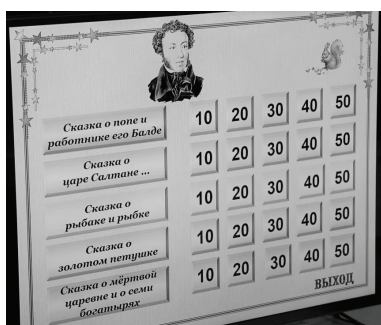 Сказка о попе и
работнике его Балде
10 20 30 40 50
Сказка о
царе Салтане ...
10 20 30 40 50
Сказка о
рыбаке и рыбке
10 20 30 40 50
Сказка о
золотом петушке
10 20 30 40 50
Сказка о мёртвой
царевне и о семи
богатырях
10 20 30 40 50
ВЫХОД